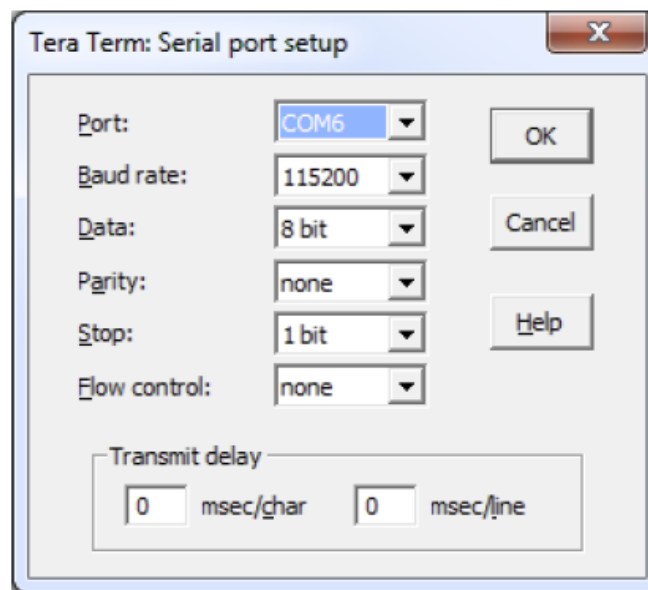 Tera Term: Serial port setup
Port: COM6 OK
Baud rate: 115200
Data: 8 bit Cancel
Parity: none
Stop: 1 bit Help
Flow control: none
Transmit delay
0 msec/char 0 msec/line